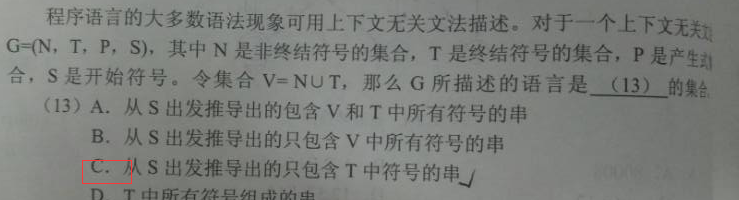 程序语言的大多数语法现象可用上下文无关文法描述。对于一个上下文无关文
G=(N, T, P, S), 其中 N 是非终结符号的集合, T 是终结符号的集合, P 是产生式
合, S 是开始符号。令集合 V= N∪T, 那么 G 所描述的语言是 (13) 的集合。
(13) A. 从 S 出发推导出的包含 V 和 T 中所有符号的串
B. 从 S 出发推导出的只包含 V 中所有符号的串
C. 从 S 出发推导出的只包含 T 中符号的串
D. T 中所有符号组成的串